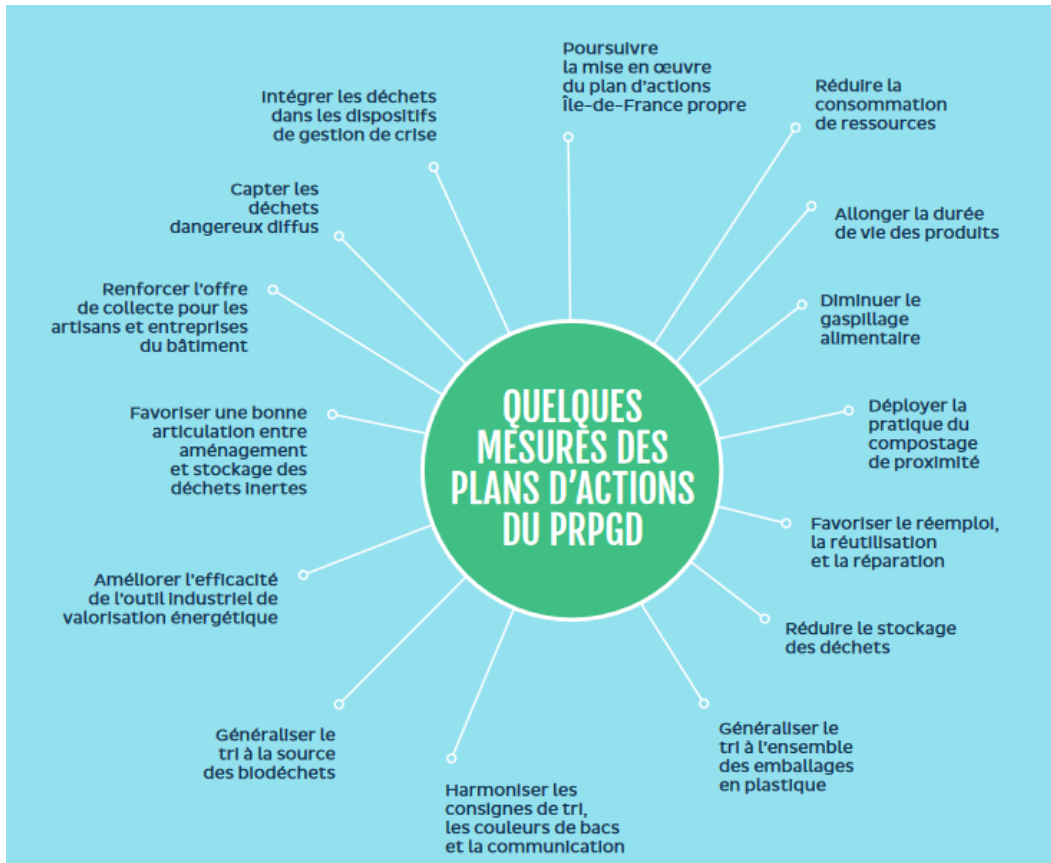 Poursuivre
la mise en œuvre
du plan d'actions
Île-de-France propre
Réduire la
consommation
de ressources
Allonger la durée
de vie des produits
Diminuer le
gaspillage
alimentaire
Déployer la
pratique du
compostage
de proximité
Favoriser le réemploi,
la réutilisation
et la réparation
Réduire le stockage
des déchets
Généraliser le
tri à l'ensemble
des emballages
en plastique
Harmoniser les
consignes de tri,
les couleurs de bacs
et la communication
Généraliser le
tri à la source
des biodéchets
Améliorer l'efficacité
de l'outil industriel de
valorisation énergétique
Favoriser une bonne
articulation entre
aménagement
et stockage des
déchets inertes
Renforcer l'offre
de collecte pour les
artisans et entreprises
du bâtiment
Capter les
déchets
dangereux diffus
Intégrer les déchets
dans les dispositifs
de gestion de crise
QUELQUES
MESURES DES
PLANS D'ACTIONS
DU PRPGD